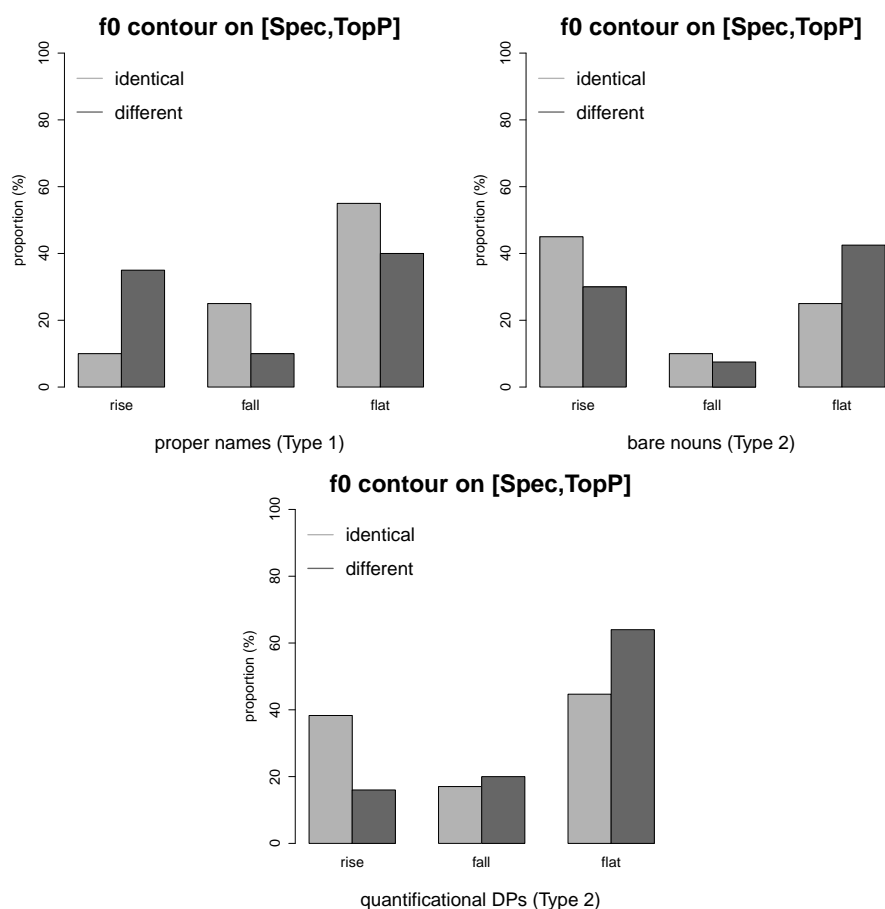 f0 contour on [Spec,TopP]
identical
different
proportion (%)
0
20
40
60
80
100
rise fall flat
proper names (Type 1)
f0 contour on [Spec,TopP]
identical
different
proportion (%)
0
20
40
60
80
100
rise fall flat
bare nouns (Type 2)
f0 contour on [Spec,TopP]
identical
different
proportion (%)
0
20
40
60
80
100
rise fall flat
quantificational DPs (Type 2)